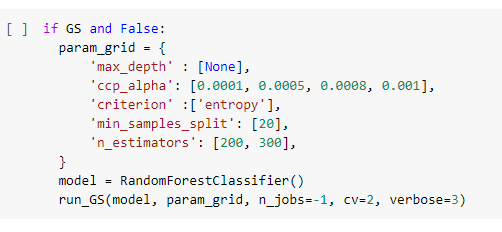 [ ] if GS and False:
param_grid = {
'max_depth' : [None],
'ccp_alpha': [0.0001, 0.0005, 0.0008, 0.001],
'criterion' :['entropy'],
'min_samples_split': [20],
'n_estimators': [200, 300],
}
model = RandomForestClassifier()
run_GS(model, param_grid, n_jobs=-1, cv=2, verbose=3)